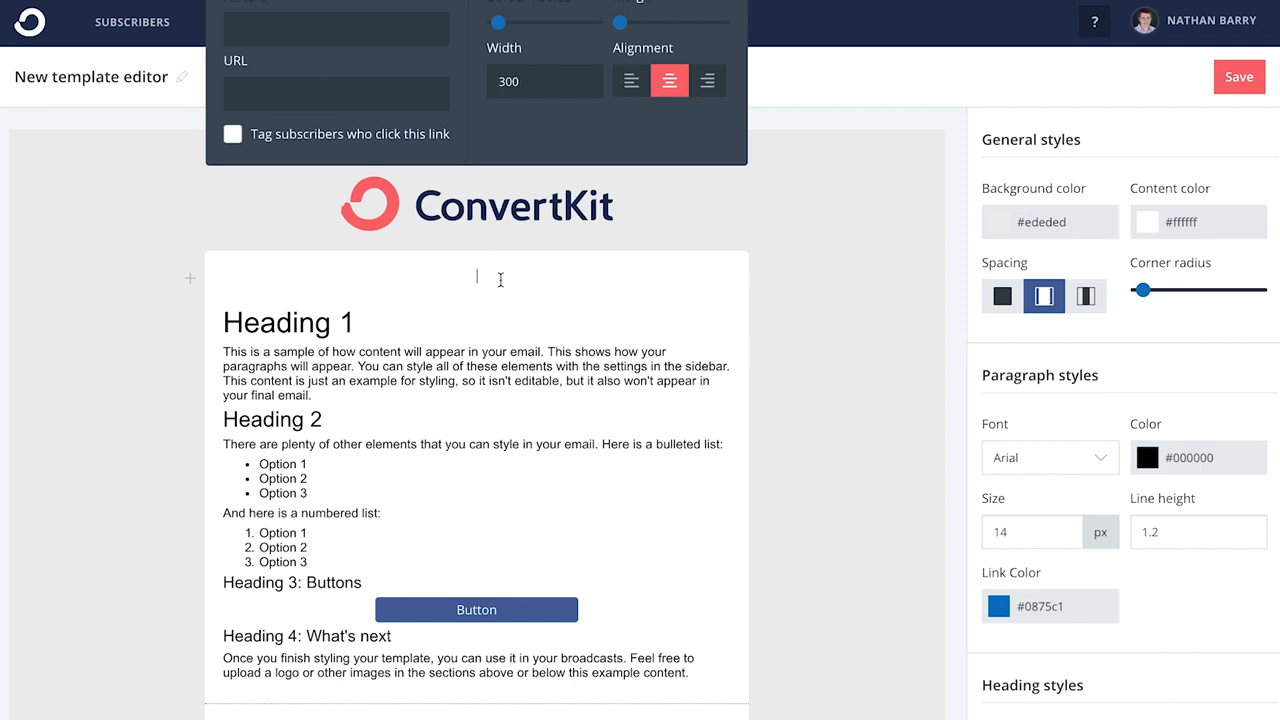 SUBSCRIBERS
?
NATHAN BARRY
New template editor
Save
URL
Tag subscribers who click this link
Width
Alignment
300
ConvertKit
Heading 1
This is a sample of how content will appear in your email. This shows how your
paragraphs will appear. You can style all of these elements with the settings in the sidebar.
This content is just an example for styling, so it isn't editable, but it also won't appear in
your final email.
Heading 2
There are plenty of other elements that you can style in your email. Here is a bulleted list:
• Option 1
• Option 2
• Option 3
And here is a numbered list:
1. Option 1
2. Option 2
3. Option 3
Heading 3: Buttons
Button
Heading 4: What's next
Once you finish styling your template, you can use it in your broadcasts. Feel free to
upload a logo or other images in the sections above or below this example content.
General styles
Background color
Content color
#ededed
#ffffff
Spacing
Corner radius
Paragraph styles
Font
Color
Arial
#000000
Size
Line height
14
px
1.2
Link Color
#0875c1
Heading styles